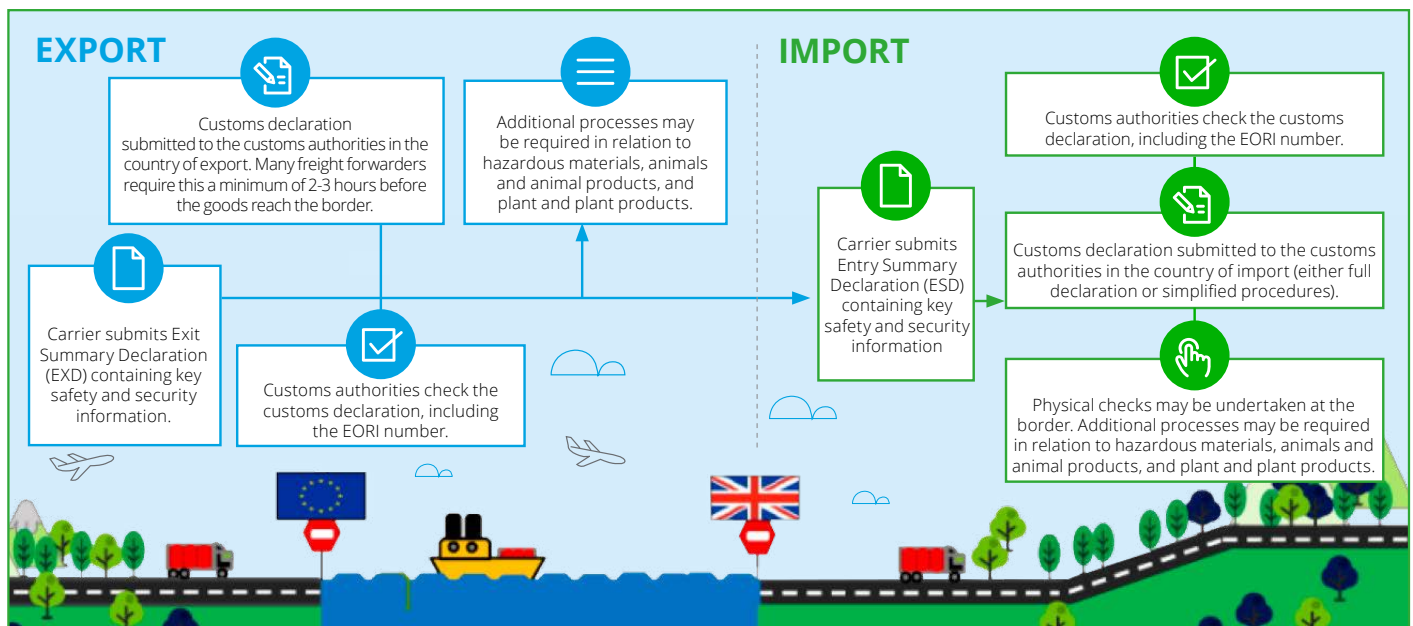 EXPORT
Customs declaration
submitted to the customs authorities in the
country of export. Many freight forwarders
require this a minimum of 2-3 hours before
the goods reach the border.
Additional processes may
be required in relation to
hazardous materials, animals
and animal products, and
plant and plant products.
Carrier submits Exit
Summary Declaration
(EXD) containing key
safety and security
information.
Customs authorities check the
customs declaration, including
the EORI number.
IMPORT
Carrier submits
Entry Summary
Declaration (ESD)
containing key
safety and security
information
Customs authorities check the customs
declaration, including the EORI number.
Customs declaration submitted to the customs
authorities in the country of import (either full
declaration or simplified procedures).
Physical checks may be undertaken at the
border. Additional processes may be required
in relation to hazardous materials, animals and
animal products, and plant and plant products.